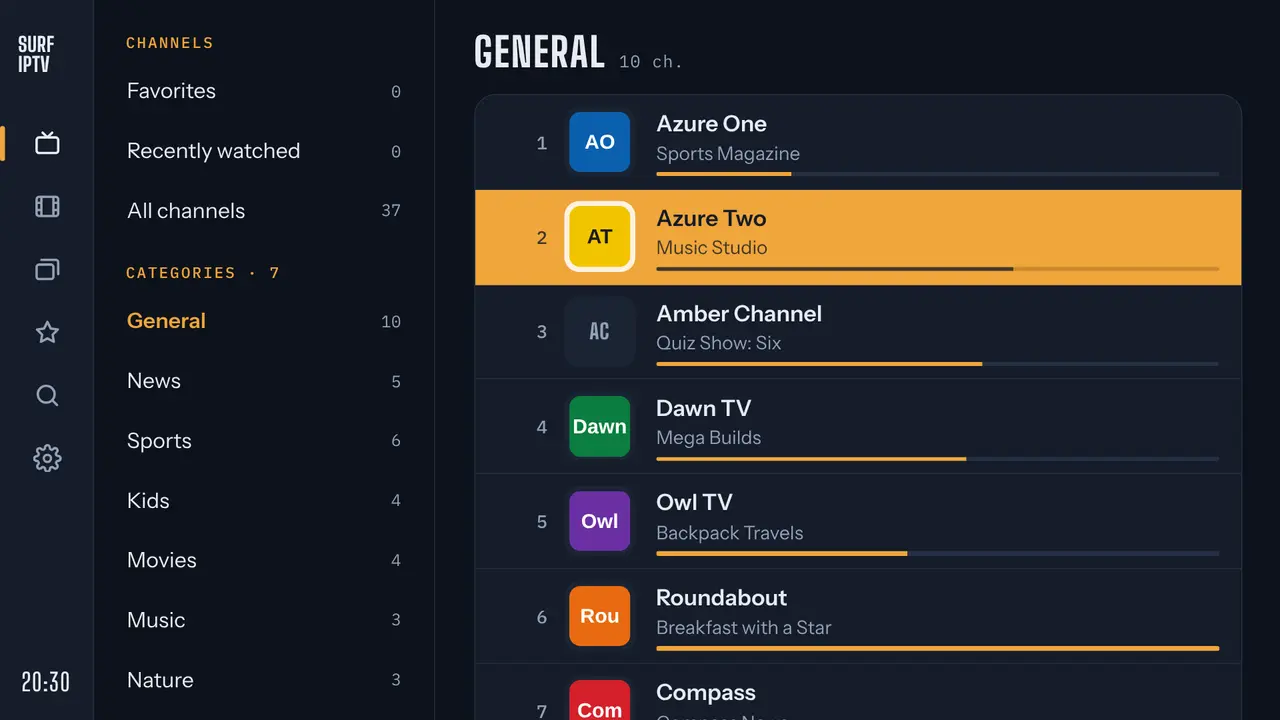 SURF
IPTV
20:30
CHANNELS
Favorites 0
Recently watched 0
All channels 37
CATEGORIES · 7
General 10
News 5
Sports 6
Kids 4
Movies 4
Music 3
Nature 3
GENERAL 10 ch.
1 AO Azure One
Sports Magazine
2 AT Azure Two
Music Studio
3 AC Amber Channel
Quiz Show: Six
4 Dawn Dawn TV
Mega Builds
5 Owl Owl TV
Backpack Travels
6 Rou Roundabout
Breakfast with a Star
7 Com Compass